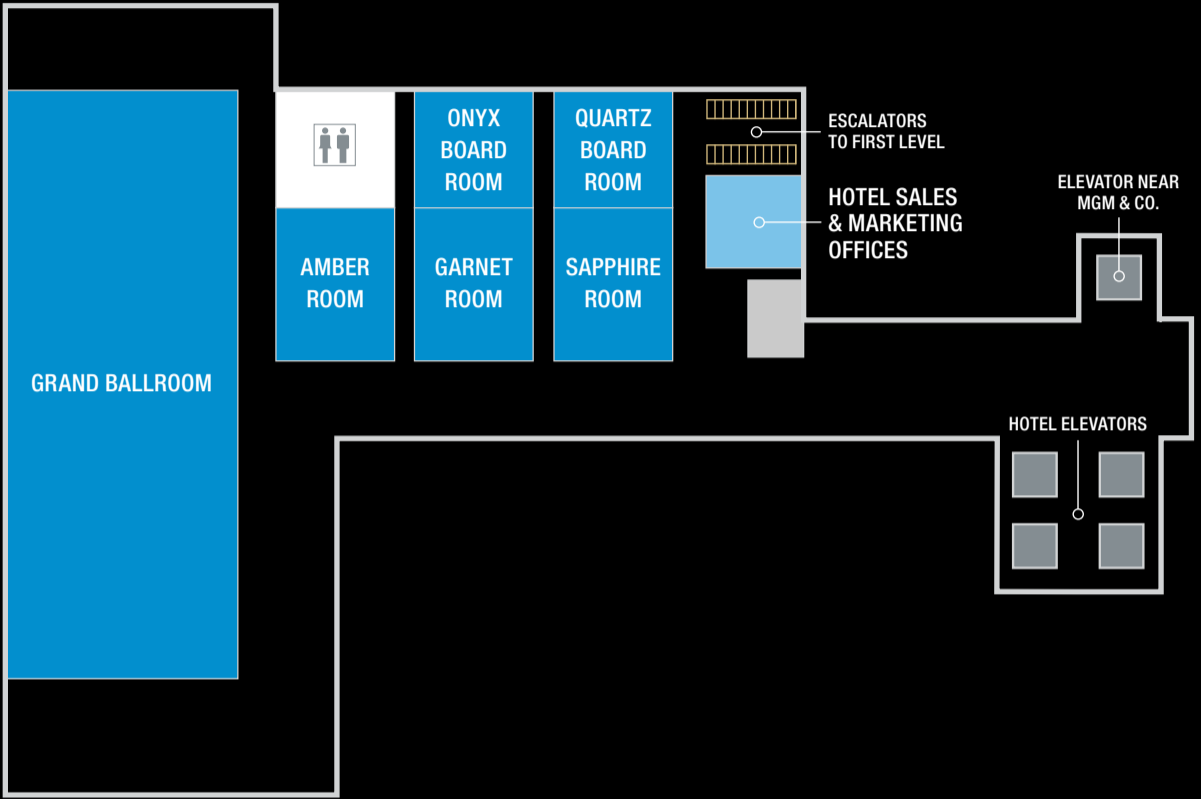 ONYX
BOARD
ROOM
QUARTZ
BOARD
ROOM
ESCALATORS
TO FIRST LEVEL
ELEVATOR NEAR
MGM & CO.
HOTEL SALES
& MARKETING
OFFICES
AMBER
ROOM
GARNET
ROOM
SAPPHIRE
ROOM
GRAND BALLROOM
HOTEL ELEVATORS